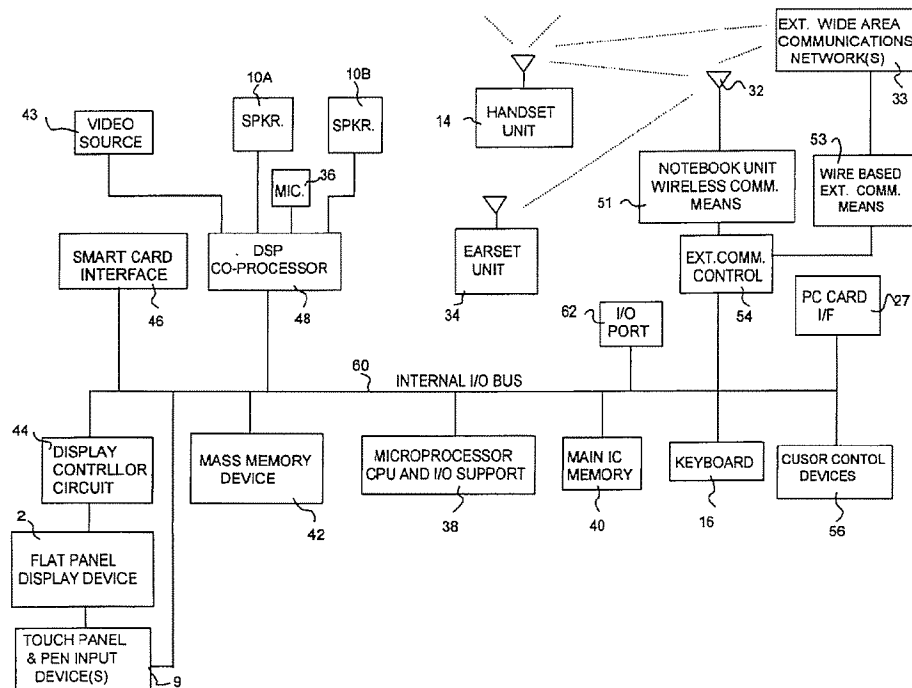 EXT. WIDE AREA
COMMUNICATIONS
NETWORK(S)
33
10A
10B
43
VIDEO
SOURCE
SPKR.
SPKR.
14
HANDSET
UNIT
32
MIC.
36
NOTEBOOK UNIT
WIRELESS COMM.
MEANS
51
53
WIRE BASED
EXT. COMM.
MEANS
SMART CARD
INTERFACE
46
DSP
CO-PROCESSOR
48
EARSET
UNIT
34
EXT.COMM.
CONTROL
54
62
I/O
PORT
PC CARD
I/F
27
60
INTERNAL I/O BUS
44
DISPLAY
CONTRLLOR
CIRCUIT
MASS MEMORY
DEVICE
42
MICROPROCESSOR
CPU AND I/O SUPPORT
38
MAIN IC
MEMORY
40
KEYBOARD
16
CUSOR CONTOL
DEVICES
56
2
FLAT PANEL
DISPLAY DEVICE
TOUCH PANEL
& PEN INPUT
DEVICE(S)
9